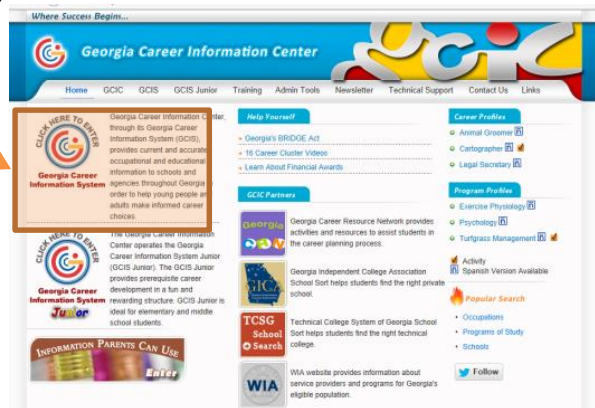 Where Success Begins...
Georgia Career Information Center
gcic
Home GCIC GCIS GCIS Junior Training Admin Tools Newsletter Technical Support Contact Us Links
CLICK HERE TO ENTER
Georgia Career
Information System
Georgia Career Information Center,
through its Georgia Career
Information System (GCIS),
provides current and accurate
occupational and educational
information to schools and
agencies throughout Georgia in
order to help young people and
adults make informed career
choices.
CLICK HERE TO ENTER
Georgia Career
Information System
Junior
The Georgia Career Information
Center operates the Georgia
Career Information System Junior
(GCIS Junior). The GCIS Junior
provides prerequisite career
development in a fun and
rewarding structure. GCIS Junior is
ideal for elementary and middle
school students.
INFORMATION PARENTS CAN USE
Enter
Help Yourself
Georgia's BRIDGE Act
16 Career Cluster Videos
Learn About Financial Awards
GCIC Partners
Georgia
Georgia Career Resource Network provides
activities and resources to assist students in
the career planning process.
GICA
Georgia Independent College Association
School Sort helps students find the right private
school.
TCSG
School
Search
Technical College System of Georgia School
Sort helps students find the right technical
college.
WIA
WIA website provides information about
service providers and programs for Georgia's
eligible population.
Career Profiles
Animal Groomer
Cartographer
Legal Secretary
Program Profiles
Exercise Physiology
Psychology
Turfgrass Management
Activity
Spanish Version Available
Popular Search
Occupations
Programs of Study
Schools
Follow